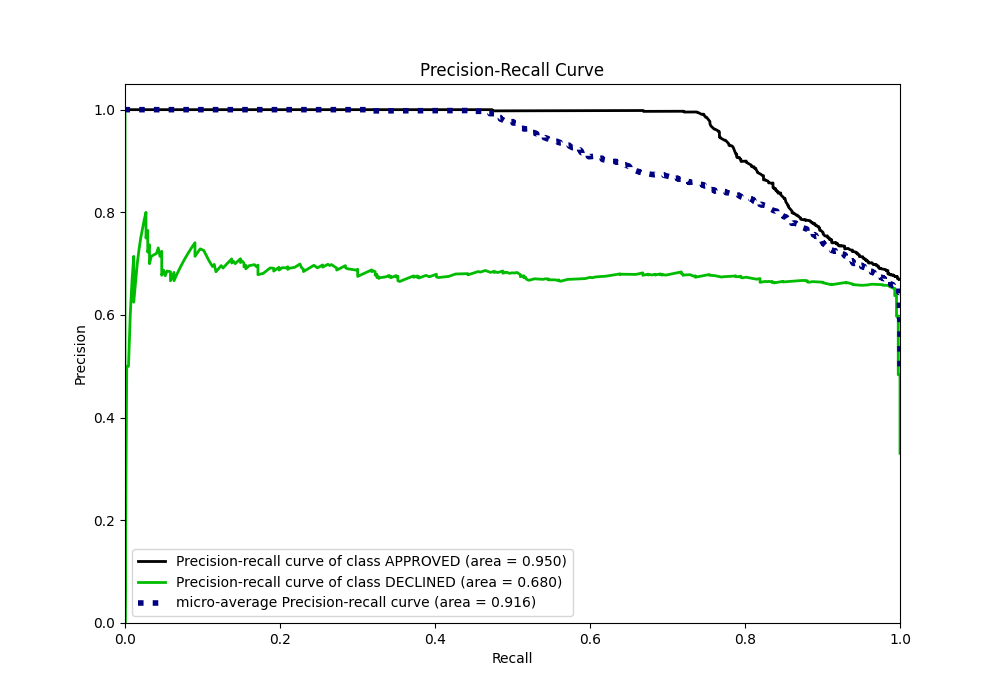 Precision-Recall Curve
1.0
0.8
0.6
0.4
0.2
0.0
Precision
Precision-recall curve of class APPROVED (area = 0.950)
Precision-recall curve of class DECLINED (area = 0.680)
micro-average Precision-recall curve (area = 0.916)
0.0 0.2 0.4 0.6 0.8 1.0
Recall